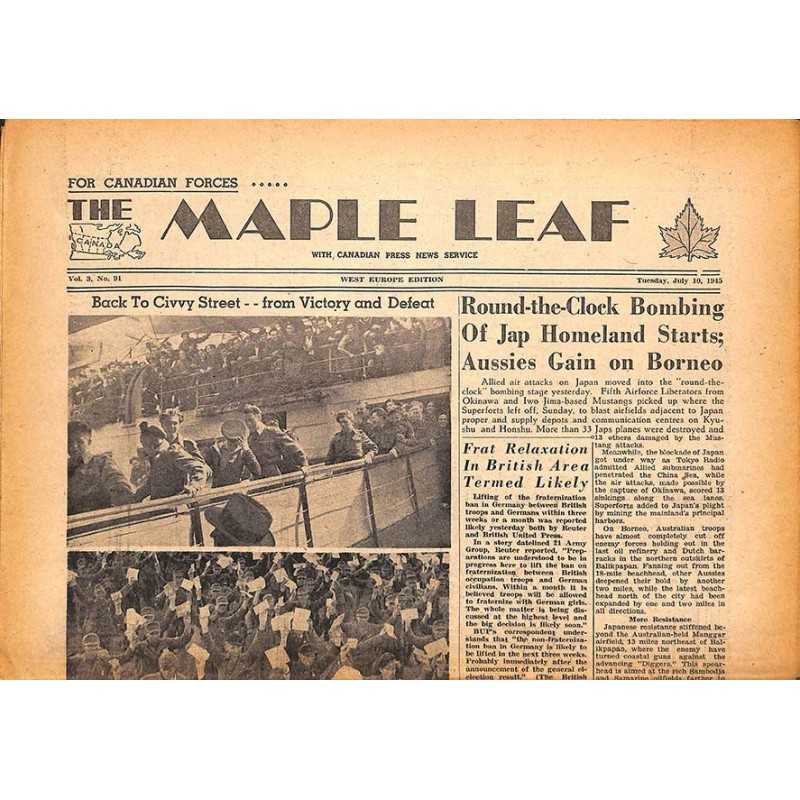 FOR CANADIAN FORCES .....
THE MAPLE LEAF
CANADA
WITH CANADIAN PRESS NEWS SERVICE
Vol. 3, No. 91
WEST EUROPE EDITION
Tuesday, July 10, 1945
Back To Civvy Street - - from Victory and Defeat
Round-the-Clock Bombing
Of Jap Homeland Starts;
Aussies Gain on Borneo
Allied air attacks on Japan moved into the "round-the-
clock" bombing stage yesterday. Fifth Airforce Liberators from
Okinawa and Iwo Jima-based Mustangs picked up where the
Superforts left off, Sunday, to blast airfields adjacent to Japan
proper and supply depots and communication centres on Kyu-
shu and Honshu. More than 33 Japs planes were destroyed and
Frat Relaxation
In British Area
Termed Likely
Lifting of the fraternization
ban in Germany between British
troops and Germans within three
weeks or a month was reported
likely yesterday both by Reuter
and British United Press.
In a story datelined 21 Army
Group, Reuter reported, "Prep-
arations are understood to be in
progress here to lift the ban on
fraternization between British
occupation troops and German
civilians. Within a month it is
believed troops will be allowed
to fraternize with German girls.
The whole matter is being dis-
cussed at the highest level and
the big decision is likely soon."
BUP's correspondent under-
stands that "the non-fraterniza-
tion ban in Germany is likely to
be lifted in the next three weeks.
Probably immediately after the
announcement of the general el-
election result." (The British
13 others damaged by the Mus-
tang attacks.
Meanwhile, the blockade of Japan
got under way as Tokyo Radio
admitted Allied submarines had
penetrated the China Sea, while
the air attacks, made possible by
the capture of Okinawa, scored 13
sinkings along the sea lanes.
Superforts added to Japan's plight
by mining the mainland's principal
harbors.
On Borneo, Australian troops
have almost completely cut off
enemy forces holding out in the
last oil refinery and Dutch bar-
racks in the northern outskirts of
Balikpapan. Fanning out from the
18-mile beachhead, other Aussies
deepened their hold by another
two miles, while the latest beach-
head north of the city had been
expanded by one and two miles in
all directions.
More Resistance
Japanese resistance stiffened be-
yond the Australian-held Manggar
airfield, 13 miles northeast of Bal-
ikpapan, where the enemy have
turned coastal guns against the
advancing "Diggers." This spear-
head is aimed at the rich Sambodja
and Samarine oilfields farther to